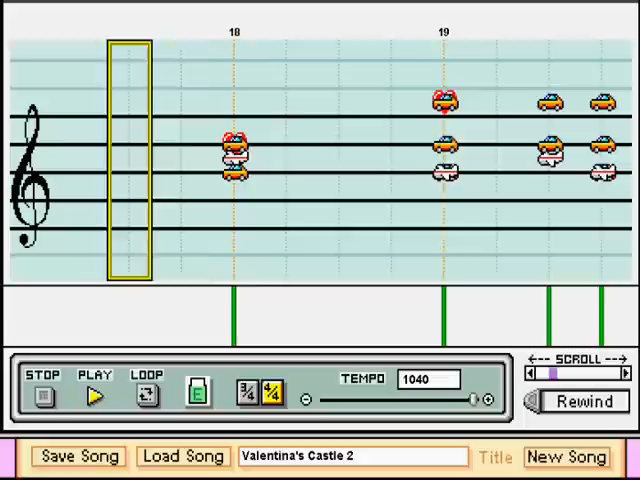 18 19
STOP PLAY LOOP
E
3/4 4/4
TEMPO 1040
<-- SCROLL -->
Rewind
Save Song Load Song Valentina's Castle 2 Title New Song